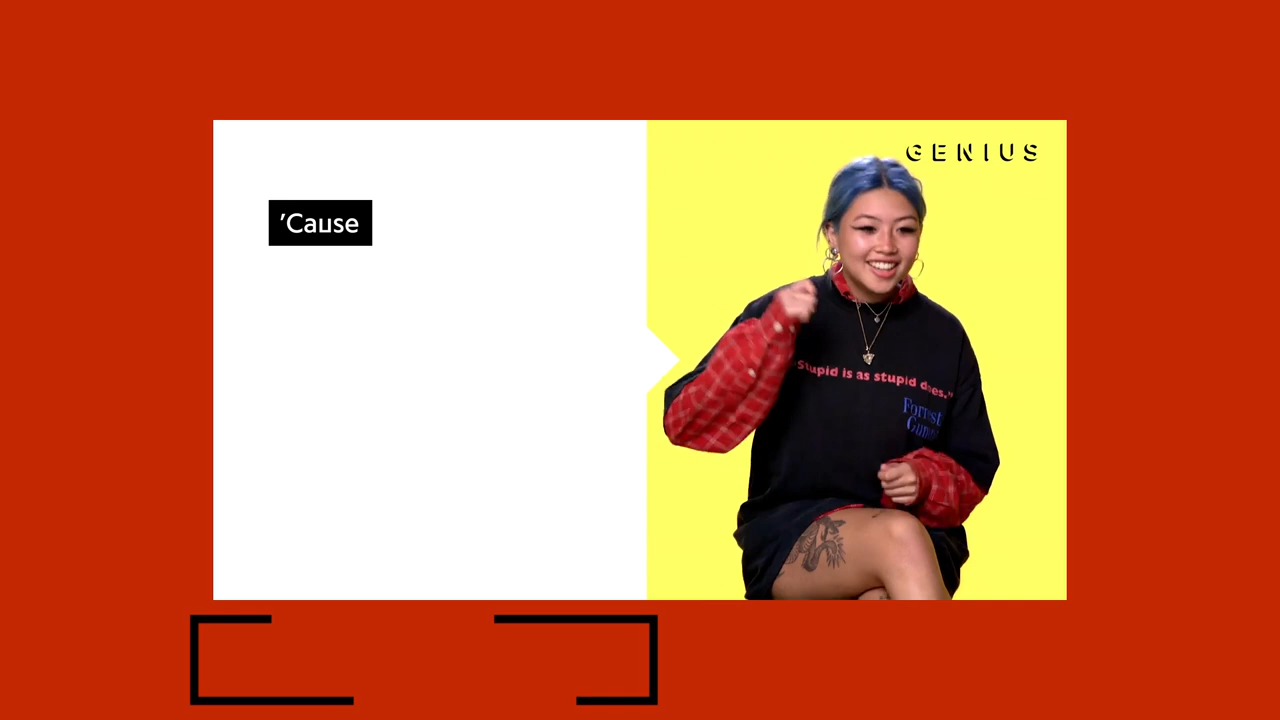 GENIUS
'Cause
"Stupid is as stupid does."
Forrest
Gump